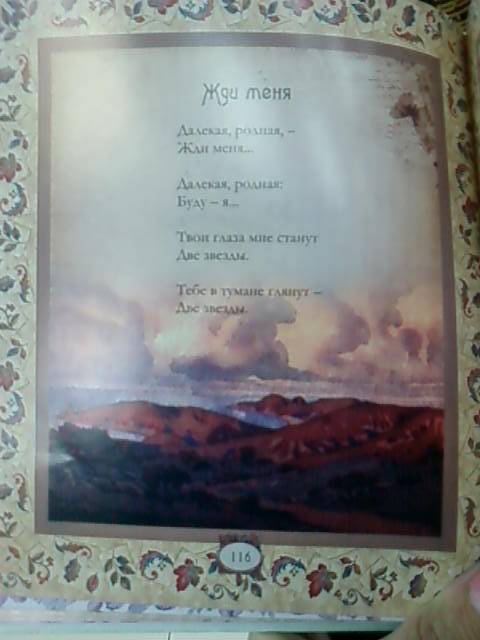 Жди меня
Далекая, родная, –
Жди меня...
Далекая, родная:
Буду – я...
Твои глаза мне станут
Две звезды.
Тебе в тумане глянут –
Две звезды.
116